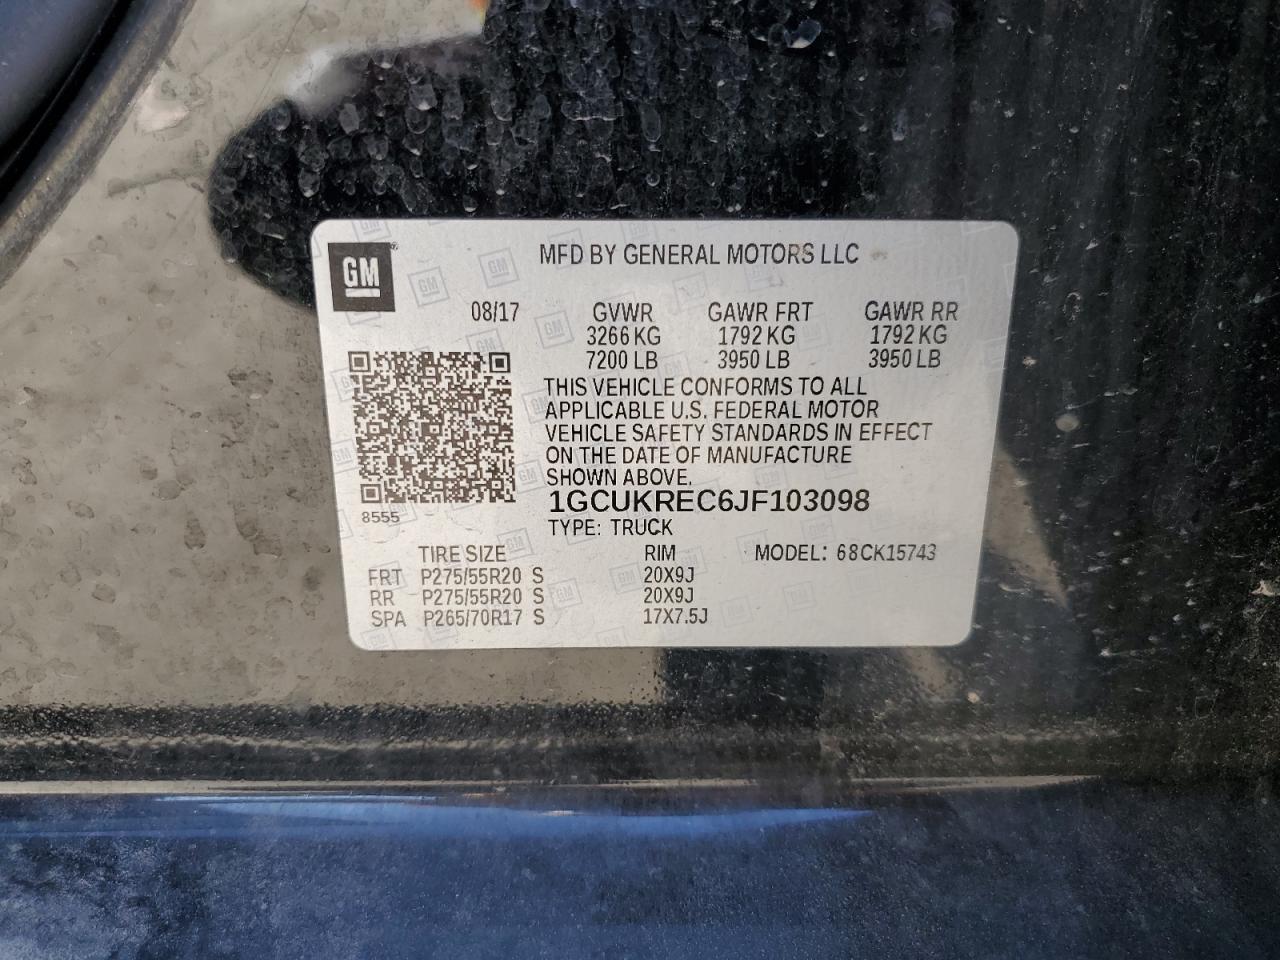 GM
MFD BY GENERAL MOTORS LLC
08/17 GVWR GAWR FRT GAWR RR
3266 KG 1792 KG 1792 KG
7200 LB 3950 LB 3950 LB
THIS VEHICLE CONFORMS TO ALL
APPLICABLE U.S. FEDERAL MOTOR
VEHICLE SAFETY STANDARDS IN EFFECT
ON THE DATE OF MANUFACTURE
SHOWN ABOVE.
1GCUKREC6JF103098
8555
TYPE: TRUCK
TIRE SIZE RIM MODEL: 68CK15743
FRT P275/55R20 S 20X9J
RR P275/55R20 S 20X9J
SPA P265/70R17 S 17X7.5J